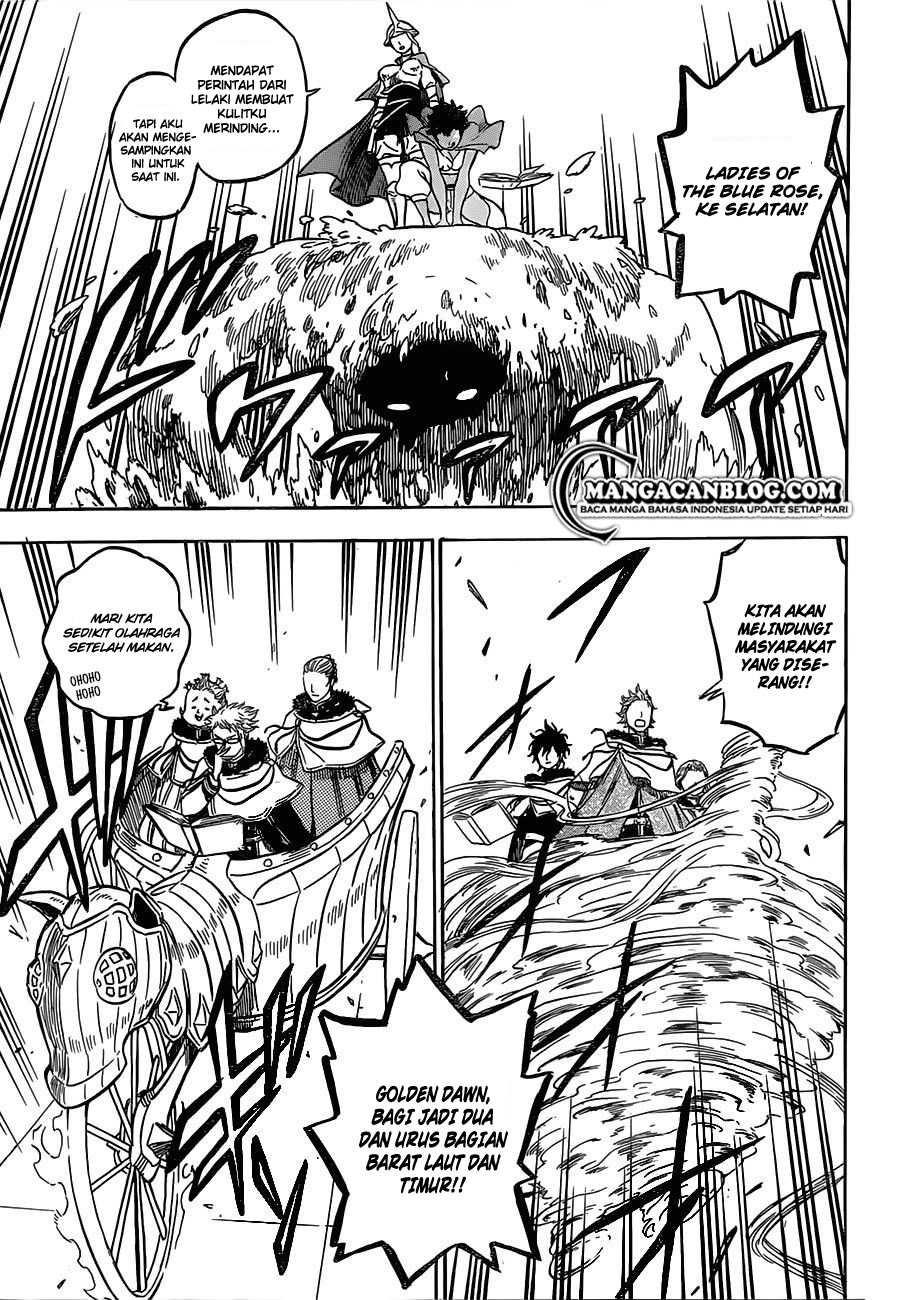 LADIES OF
THE BLUE ROSE,
KE SELATAN!
MENDAPAT
PERINTAH DARI
LELAKI MEMBUAT
KULITKU
MERINDING...
TAPI AKU
AKAN MENGE-
SAMPINGKAN
INI UNTUK
SAAT INI.
MANGACANBLOG.COM
BACA MANGA BAHASA INDONESIA UPDATE SETIAP HARI
KITA AKAN
MELINDUNGI
MASYARAKAT
YANG DISE-
RANG!!
GOLDEN DAWN,
BAGI JADI DUA
DAN URUS BAGIAN
BARAT LAUT DAN
TIMUR!!
MARI KITA
SEDIKIT OLAHRAGA
SETELAH MAKAN.
OHOHO
HOHO